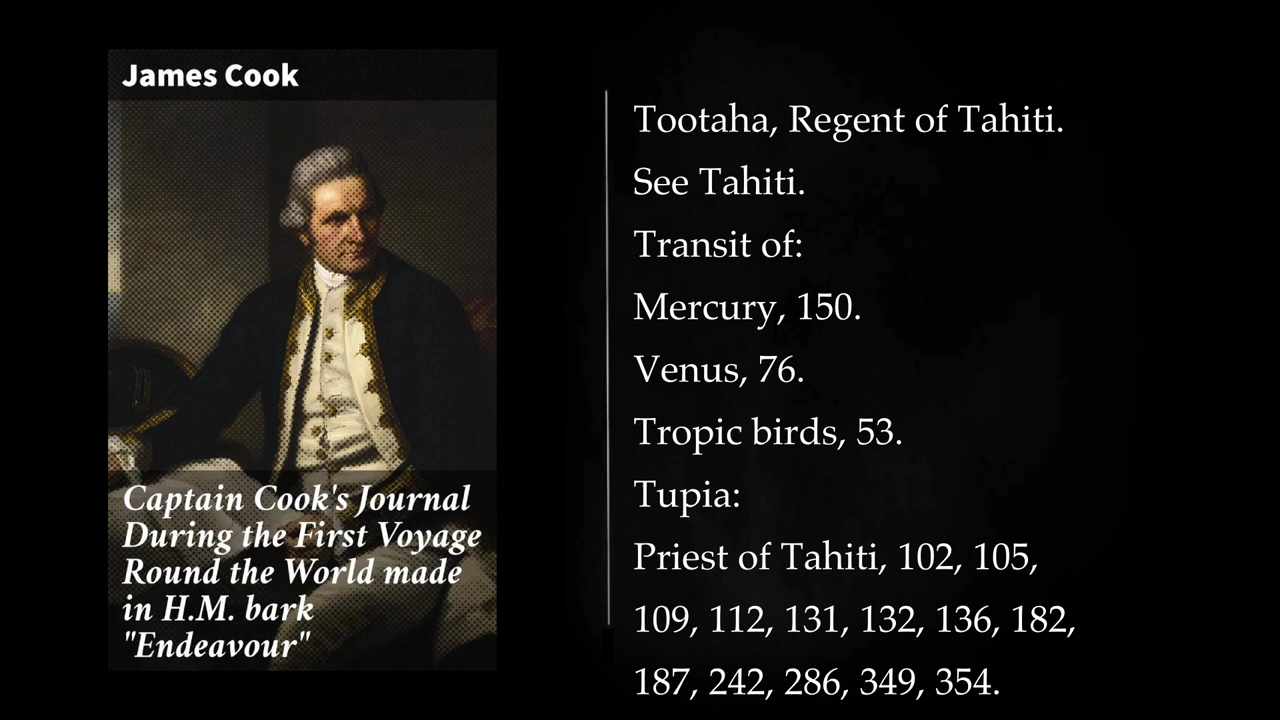 James Cook
Captain Cook's Journal
During the First Voyage
Round the World made
in H.M. bark
"Endeavour"
Tootaha, Regent of Tahiti.
See Tahiti.
Transit of:
Mercury, 150.
Venus, 76.
Tropic birds, 53.
Tupia:
Priest of Tahiti, 102, 105,
109, 112, 131, 132, 136, 182,
187, 242, 286, 349, 354.